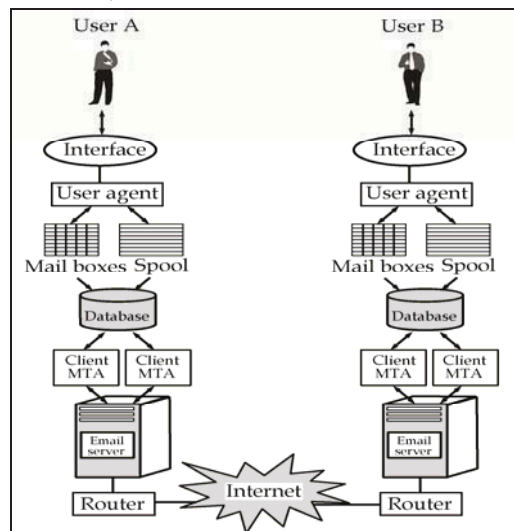 User A
User B
Interface
Interface
User agent
User agent
Mail boxes Spool
Mail boxes Spool
Database
Database
Client MTA
Client MTA
Client MTA
Client MTA
Email server
Email server
Internet
Router
Router